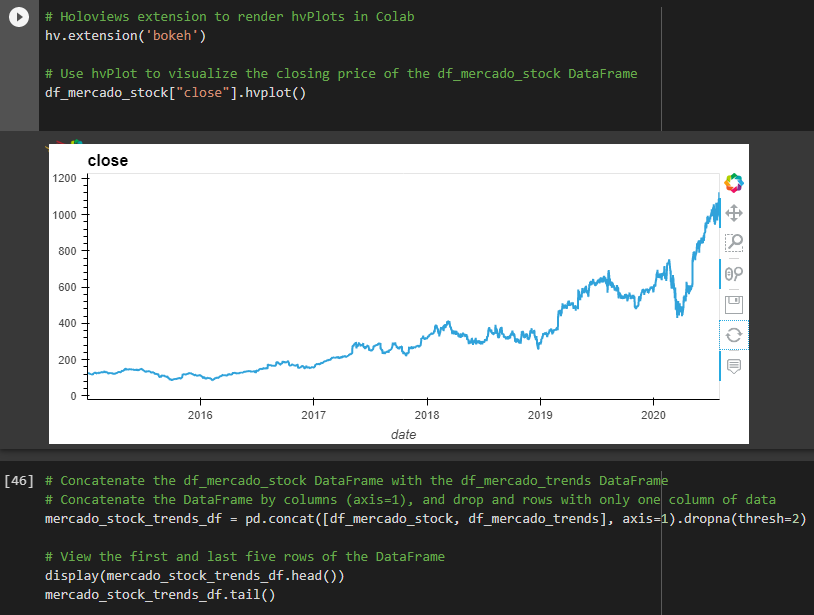 # Holoviews extension to render hvPlots in Colab
hv.extension('bokeh')
# Use hvPlot to visualize the closing price of the df_mercado_stock DataFrame
df_mercado_stock["close"].hvplot()
close
1200
1000
800
600
400
200
0
2016 2017 2018 2019 2020
date
[46] # Concatenate the df_mercado_stock DataFrame with the df_mercado_trends DataFrame
# Concatenate the DataFrame by columns (axis=1), and drop and rows with only one column of data
mercado_stock_trends_df = pd.concat([df_mercado_stock, df_mercado_trends], axis=1).dropna(thresh=2)
# View the first and last five rows of the DataFrame
display(mercado_stock_trends_df.head())
mercado_stock_trends_df.tail()